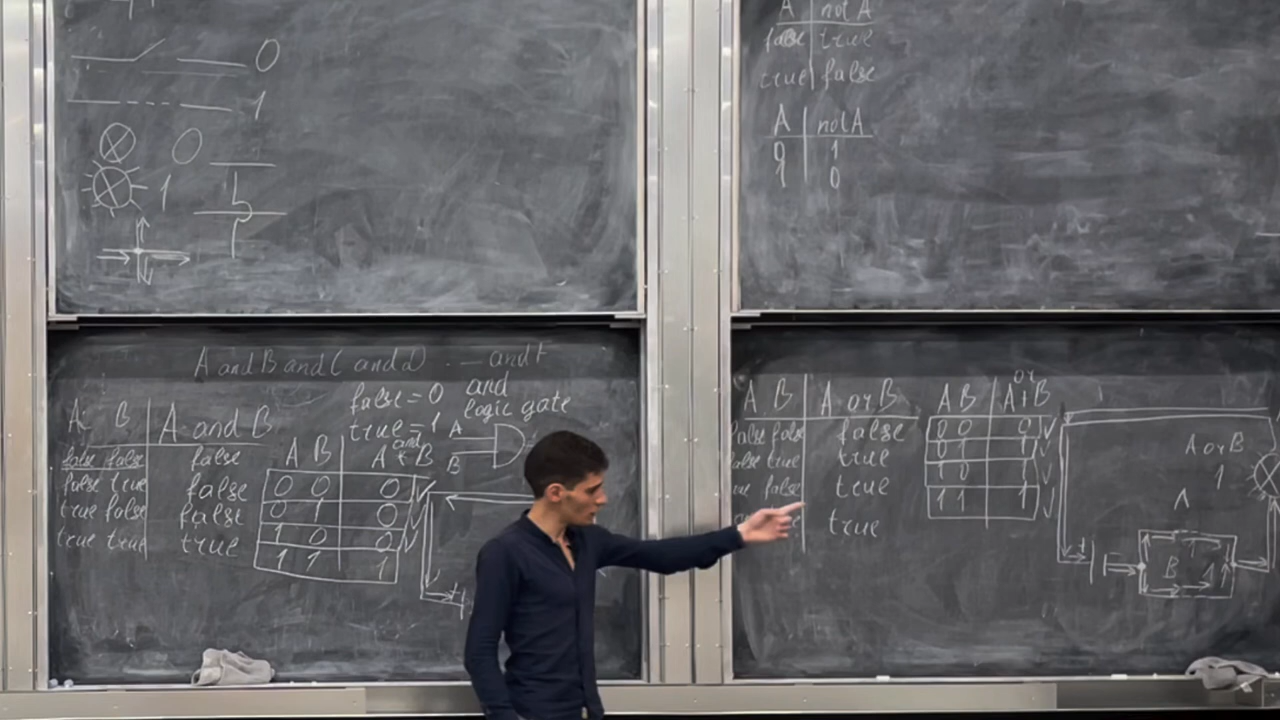 0
1
0
1
A | not A
false | true
true | false
A | not A
0 | 1
1 | 0
A and B and C and d ... and F
false = 0 and
true = 1 logic gate
A
B
A B | A and B
false false | false
false true | false
true false | false
true true | true
and
A B | A * B
0 0 | 0
0 1 | 0
1 0 | 0
1 1 | 1
A B | A or B
false false | false
false true | true
false | true
true
or
A B | A+B
0 0 | 0
0 1 | 1
1 0 | 1
1 1 | 1
A or B
1
A
1
B 1